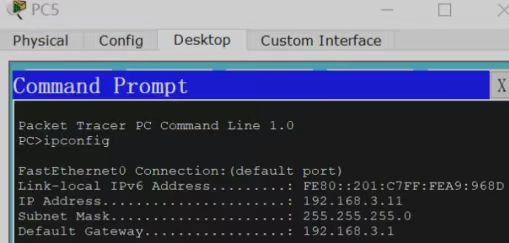 PC5
Physical Config Desktop Custom Interface
Command Prompt X
Packet Tracer PC Command Line 1.0
PC>ipconfig
FastEthernet0 Connection:(default port)
Link-local IPv6 Address.........: FE80::201:C7FF:FEA9:968D
IP Address......................: 192.168.3.11
Subnet Mask.....................: 255.255.255.0
Default Gateway.................: 192.168.3.1